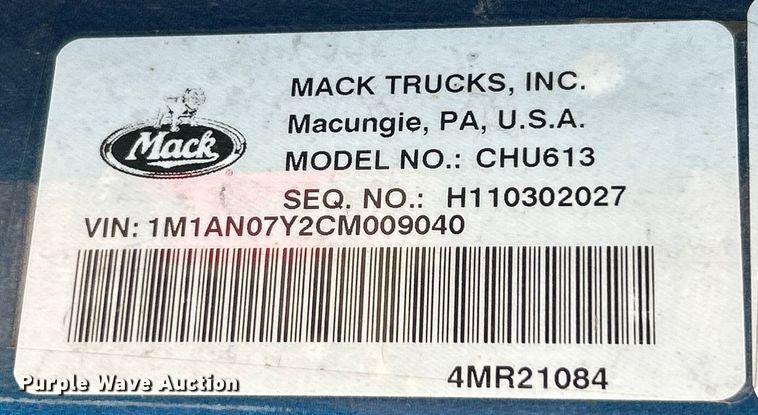 MACK TRUCKS, INC.
Macungie, PA, U.S.A.
MODEL NO.: CHU613
SEQ. NO.: H110302027
Mack
®
VIN: 1M1AN07Y2CM009040
4MR21084
Purple Wave Auction